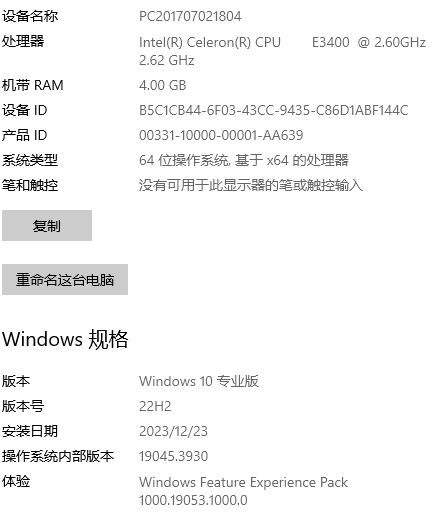 设备名称 PC201707021804
处理器 Intel(R) Celeron(R) CPU E3400 @ 2.60GHz
2.62 GHz
机带 RAM 4.00 GB
设备 ID B5C1CB44-6F03-43CC-9435-C86D1ABF144C
产品 ID 00331-10000-00001-AA639
系统类型 64 位操作系统, 基于 x64 的处理器
笔和触控 没有可用于此显示器的笔或触控输入
复制
重命名这台电脑
Windows 规格
版本 Windows 10 专业版
版本号 22H2
安装日期 2023/12/23
操作系统内部版本 19045.3930
体验 Windows Feature Experience Pack
1000.19053.1000.0